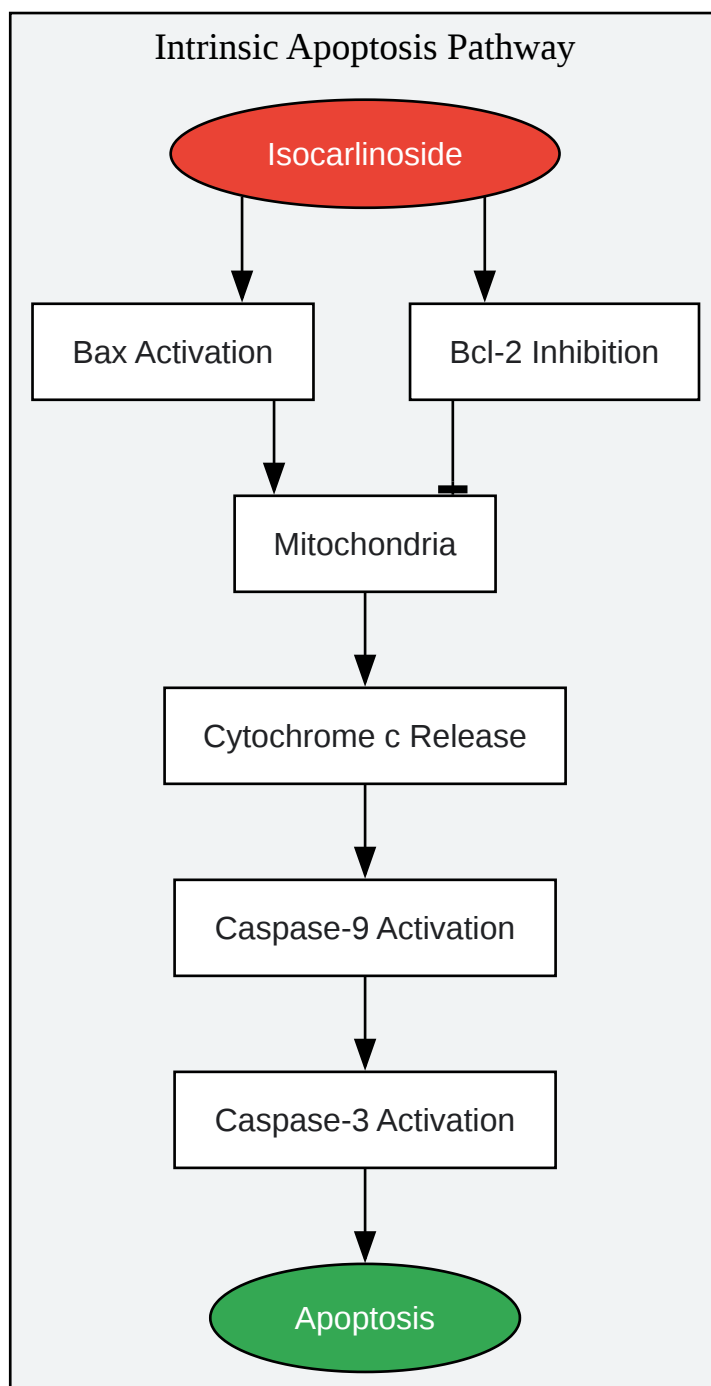 Intrinsic Apoptosis Pathway
Isocarlinoside
Bax Activation
Bcl-2 Inhibition
Mitochondria
Cytochrome c Release
Caspase-9 Activation
Caspase-3 Activation
Apoptosis